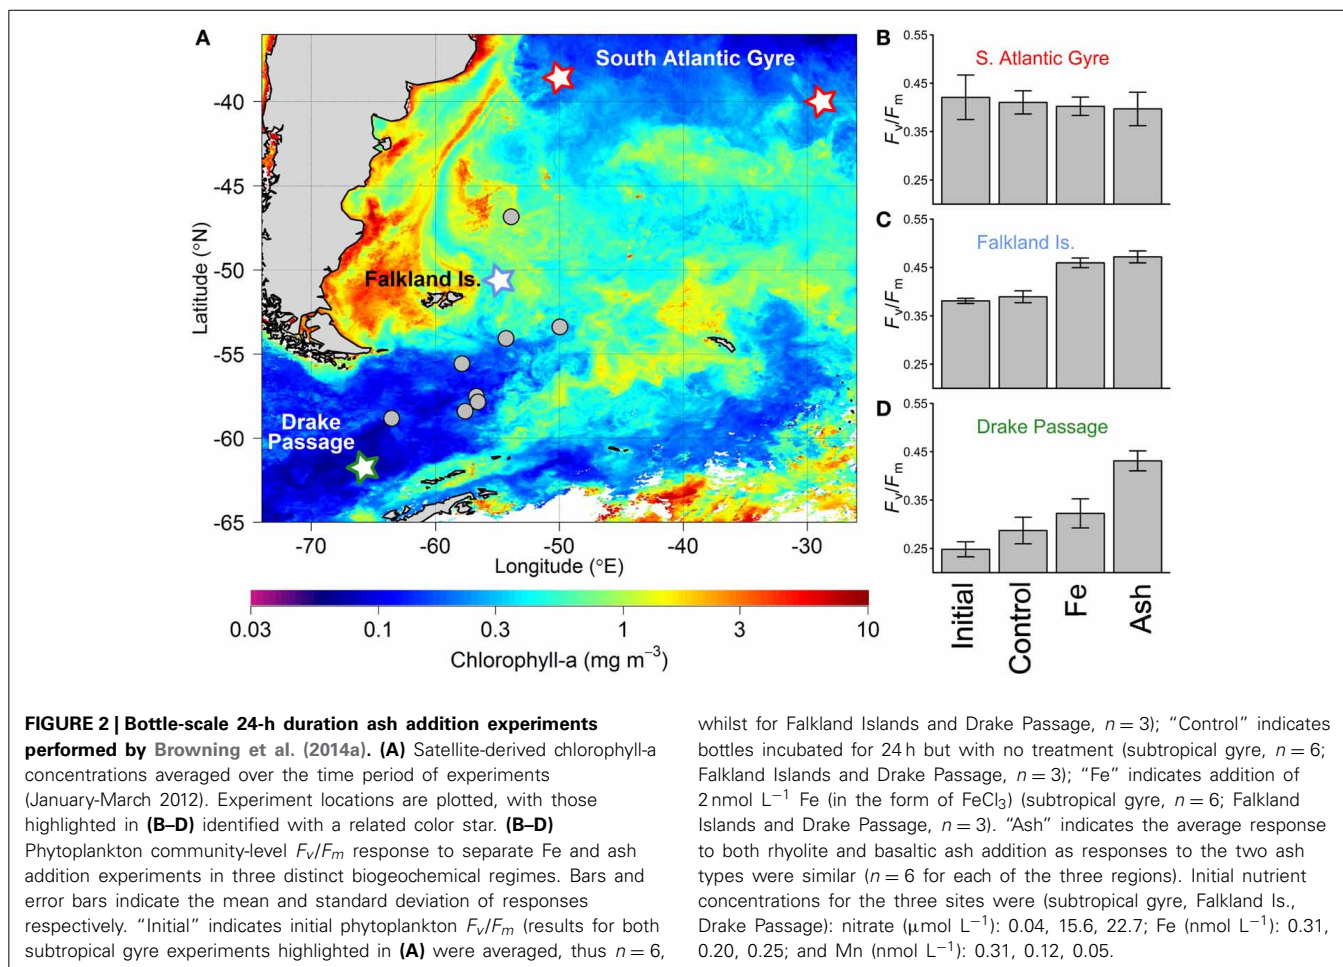 A
South Atlantic Gyre
Falkland Is.
Drake
Passage
-40
-45
-50
-55
-60
-65
Latitude (°N)
-70
-60
-50
-40
-30
Longitude (°E)
0.03
0.1
0.3
1
3
10
Chlorophyll-a (mg m⁻³)
B
0.55
0.45
0.35
0.25
Fv/Fm
S. Atlantic Gyre
C
0.55
0.45
0.35
0.25
Fv/Fm
Falkland Is.
D
0.55
0.45
0.35
0.25
Fv/Fm
Drake Passage
Initial
Control
Fe
Ash
FIGURE 2 | Bottle-scale 24-h duration ash addition experiments
performed by Browning et al. (2014a). (A) Satellite-derived chlorophyll-a
concentrations averaged over the time period of experiments
(January-March 2012). Experiment locations are plotted, with those
highlighted in (B–D) identified with a related color star. (B–D)
Phytoplankton community-level Fv/Fm response to separate Fe and ash
addition experiments in three distinct biogeochemical regimes. Bars and
error bars indicate the mean and standard deviation of responses
respectively. “Initial” indicates initial phytoplankton Fv/Fm (results for both
subtropical gyre experiments highlighted in (A) were averaged, thus n = 6,
whilst for Falkland Islands and Drake Passage, n = 3); “Control” indicates
bottles incubated for 24 h but with no treatment (subtropical gyre, n = 6;
Falkland Islands and Drake Passage, n = 3); “Fe” indicates addition of
2 nmol L⁻¹ Fe (in the form of FeCl₃) (subtropical gyre, n = 6; Falkland
Islands and Drake Passage, n = 3). “Ash” indicates the average response
to both rhyolite and basaltic ash addition as responses to the two ash
types were similar (n = 6 for each of the three regions). Initial nutrient
concentrations for the three sites were (subtropical gyre, Falkland Is.,
Drake Passage): nitrate (μmol L⁻¹): 0.04, 15.6, 22.7; Fe (nmol L⁻¹): 0.31,
0.20, 0.25; and Mn (nmol L⁻¹): 0.31, 0.12, 0.05.